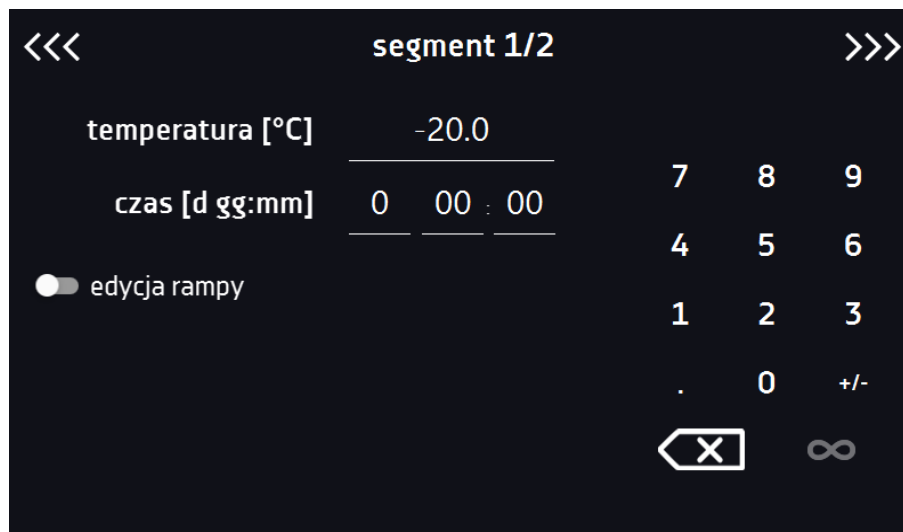 <<< segment 1/2 >>>
temperatura [°C] -20.0
czas [d gg:mm] 0 00 : 00
edycja rampy
7 8 9
4 5 6
1 2 3
. 0 +/-
∞